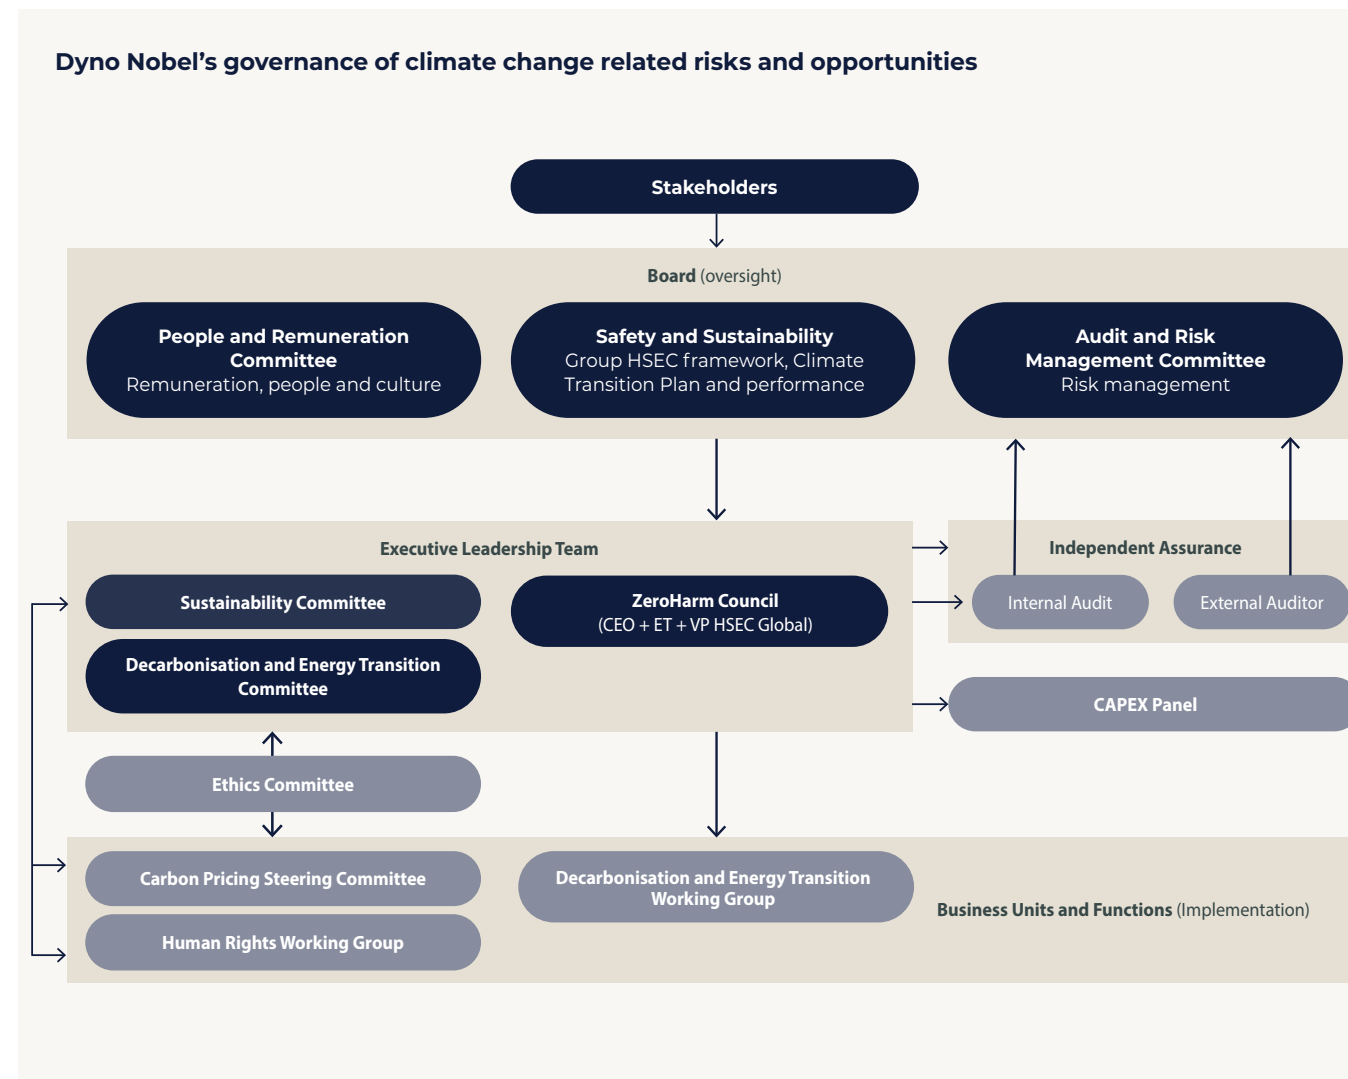 Dyno Nobel’s governance of climate change related risks and opportunities
Stakeholders
Board (oversight)
People and Remuneration
Committee
Remuneration, people and culture
Safety and Sustainability
Group HSEC framework, Climate
Transition Plan and performance
Audit and Risk
Management Committee
Risk management
Executive Leadership Team
Sustainability Committee
Decarbonisation and Energy Transition
Committee
ZeroHarm Council
(CEO + ET + VP HSEC Global)
Independent Assurance
Internal Audit
External Auditor
CAPEX Panel
Ethics Committee
Carbon Pricing Steering Committee
Human Rights Working Group
Decarbonisation and Energy Transition
Working Group
Business Units and Functions (Implementation)